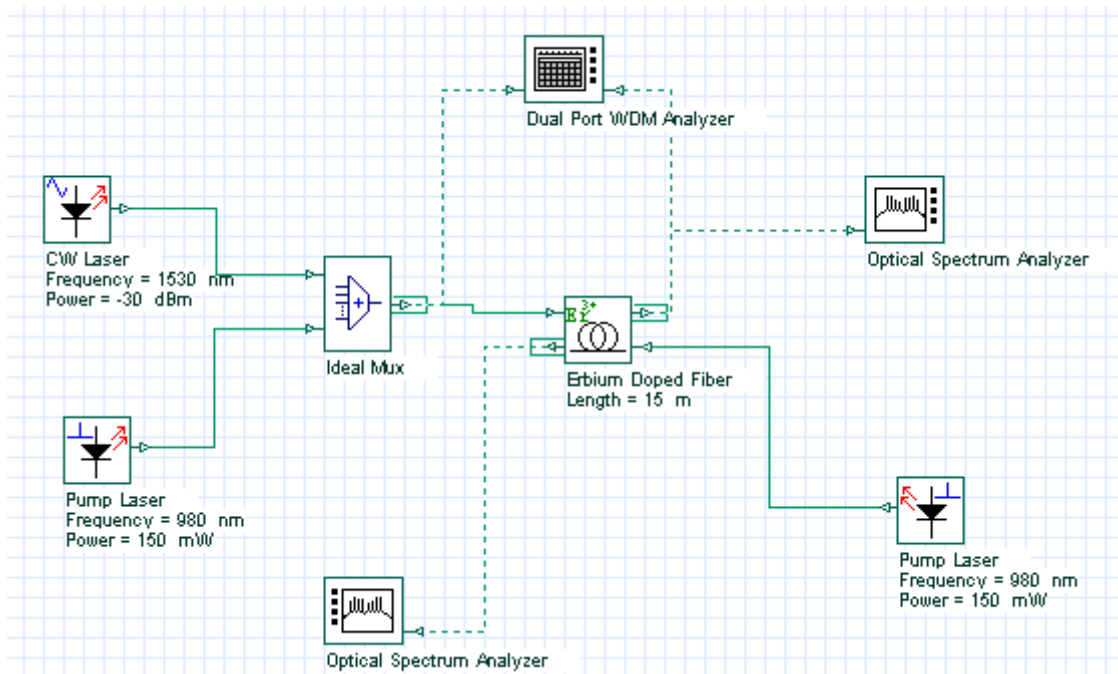 Dual Port WDM Analyzer
CW Laser
Frequency = 1530 nm
Power = -30 dBm
Optical Spectrum Analyzer
Ideal Mux
Er 3+
Erbium Doped Fiber
Length = 15 m
Pump Laser
Frequency = 980 nm
Power = 150 mW
Pump Laser
Frequency = 980 nm
Power = 150 mW
Optical Spectrum Analyzer